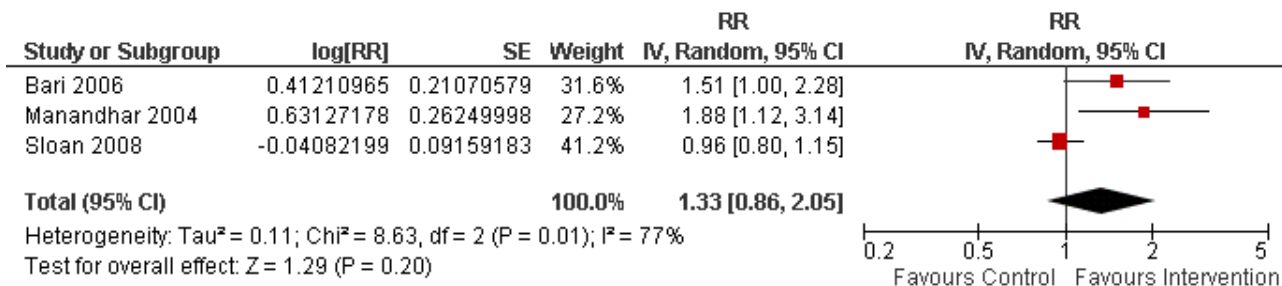 RR RR
Study or Subgroup log[RR] SE Weight IV, Random, 95% CI IV, Random, 95% CI
Bari 2006 0.41210965 0.21070579 31.6% 1.51 [1.00, 2.28]
Manandhar 2004 0.63127178 0.26249998 27.2% 1.88 [1.12, 3.14]
Sloan 2008 -0.04082199 0.09159183 41.2% 0.96 [0.80, 1.15]
Total (95% CI) 100.0% 1.33 [0.86, 2.05]
Heterogeneity: Tau² = 0.11; Chi² = 8.63, df = 2 (P = 0.01); I² = 77%
Test for overall effect: Z = 1.29 (P = 0.20)
0.2 0.5 1 2 5
Favours Control Favours Intervention